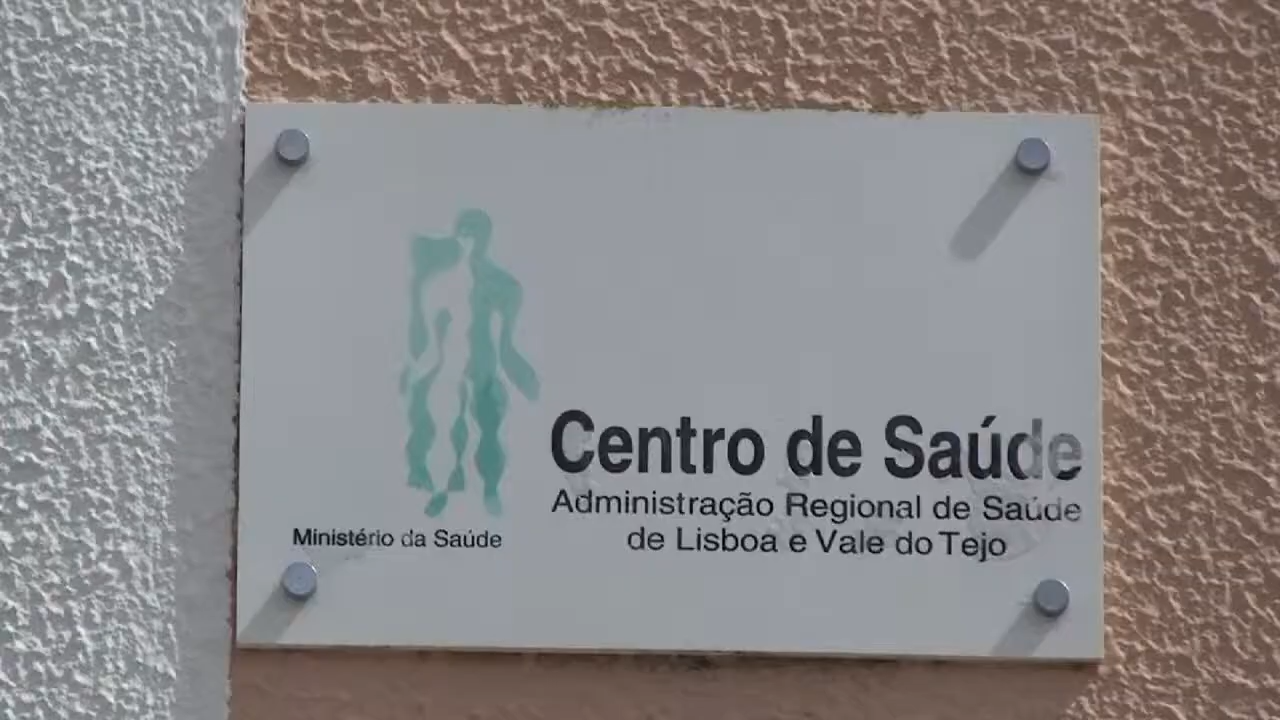 Centro de Saúde
Administração Regional de Saúde
de Lisboa e Vale do Tejo
Ministério da Saúde